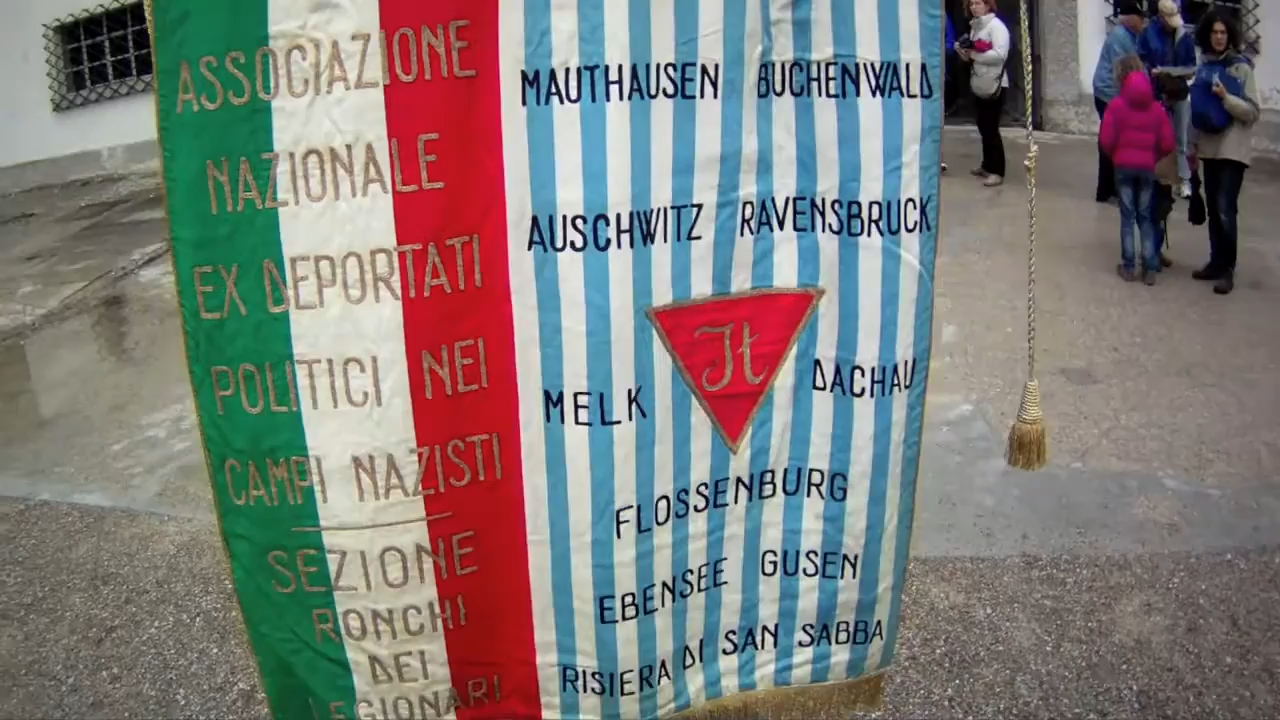 ASSOCIAZIONE
NAZIONALE
EX DEPORTATI
POLITICI NEI
CAMPI NAZISTI
SEZIONE
RONCHI
DEI
LEGIONARI
MAUTHAUSEN BUCHENWALD
AUSCHWITZ RAVENSBRUCK
It
MELK DACHAU
FLOSSENBURG
EBENSEE GUSEN
RISIERA DI SAN SABBA